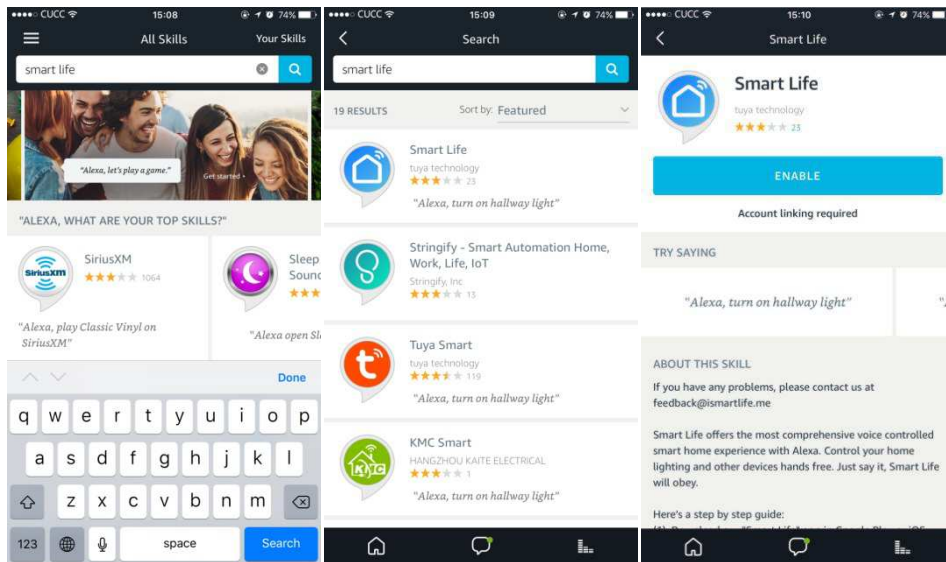 CUCC 15:08 74%
All Skills Your Skills
smart life
"Alexa, let's play a game."
Get started
"ALEXA, WHAT ARE YOUR TOP SKILLS?"
SiriusXM
SiriusXM
1064
"Alexa, play Classic Vinyl on
SiriusXM"
Sleep
Soun
"Alexa open Sl
Done
q w e r t y u i o p
a s d f g h j k l
z x c v b n m
123 space Search
CUCC 15:09 74%
Search
smart life
19 RESULTS Sort by: Featured
Smart Life
tuya technology
23
"Alexa, turn on hallway light"
Stringify - Smart Automation Home,
Work, Life, IoT
Stringify, Inc
13
Tuya Smart
tuya technology
119
"Alexa, turn on hallway light"
KMC
KMC Smart
HANGZHOU KAITE ELECTRICAL
1
"Alexa, turn on hallway light"
CUCC 15:10 74%
Smart Life
Smart Life
tuya technology
23
ENABLE
Account linking required
TRY SAYING
"Alexa, turn on hallway light"
ABOUT THIS SKILL
If you have any problems, please contact us at
feedback@ismartlife.me
Smart Life offers the most comprehensive voice controlled
smart home experience with Alexa. Control your home
lighting and other devices hands free. Just say it, Smart Life
will obey.
Here's a step by step guide: